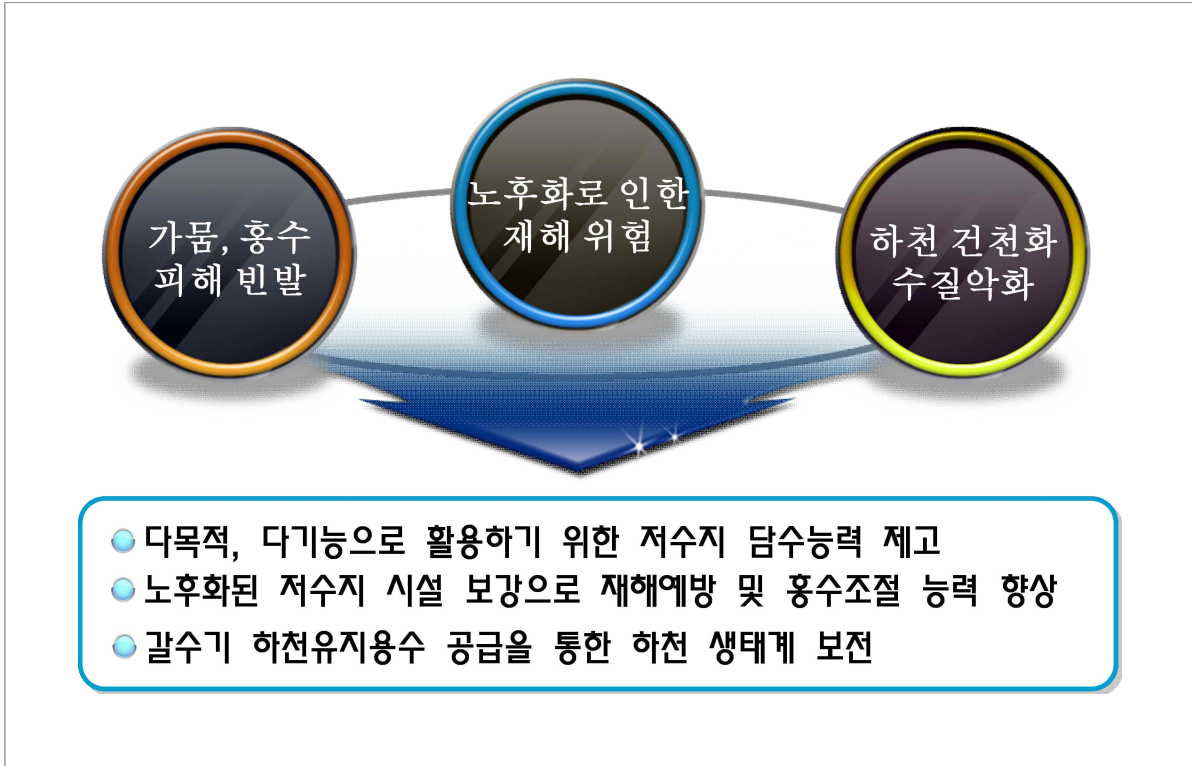 가뭄, 홍수
피해 빈발
노후화로 인한
재해 위험
하천 건천화
수질악화
다목적, 다기능으로 활용하기 위한 저수지 담수능력 제고
노후화된 저수지 시설 보강으로 재해예방 및 홍수조절 능력 향상
갈수기 하천유지용수 공급을 통한 하천 생태계 보전